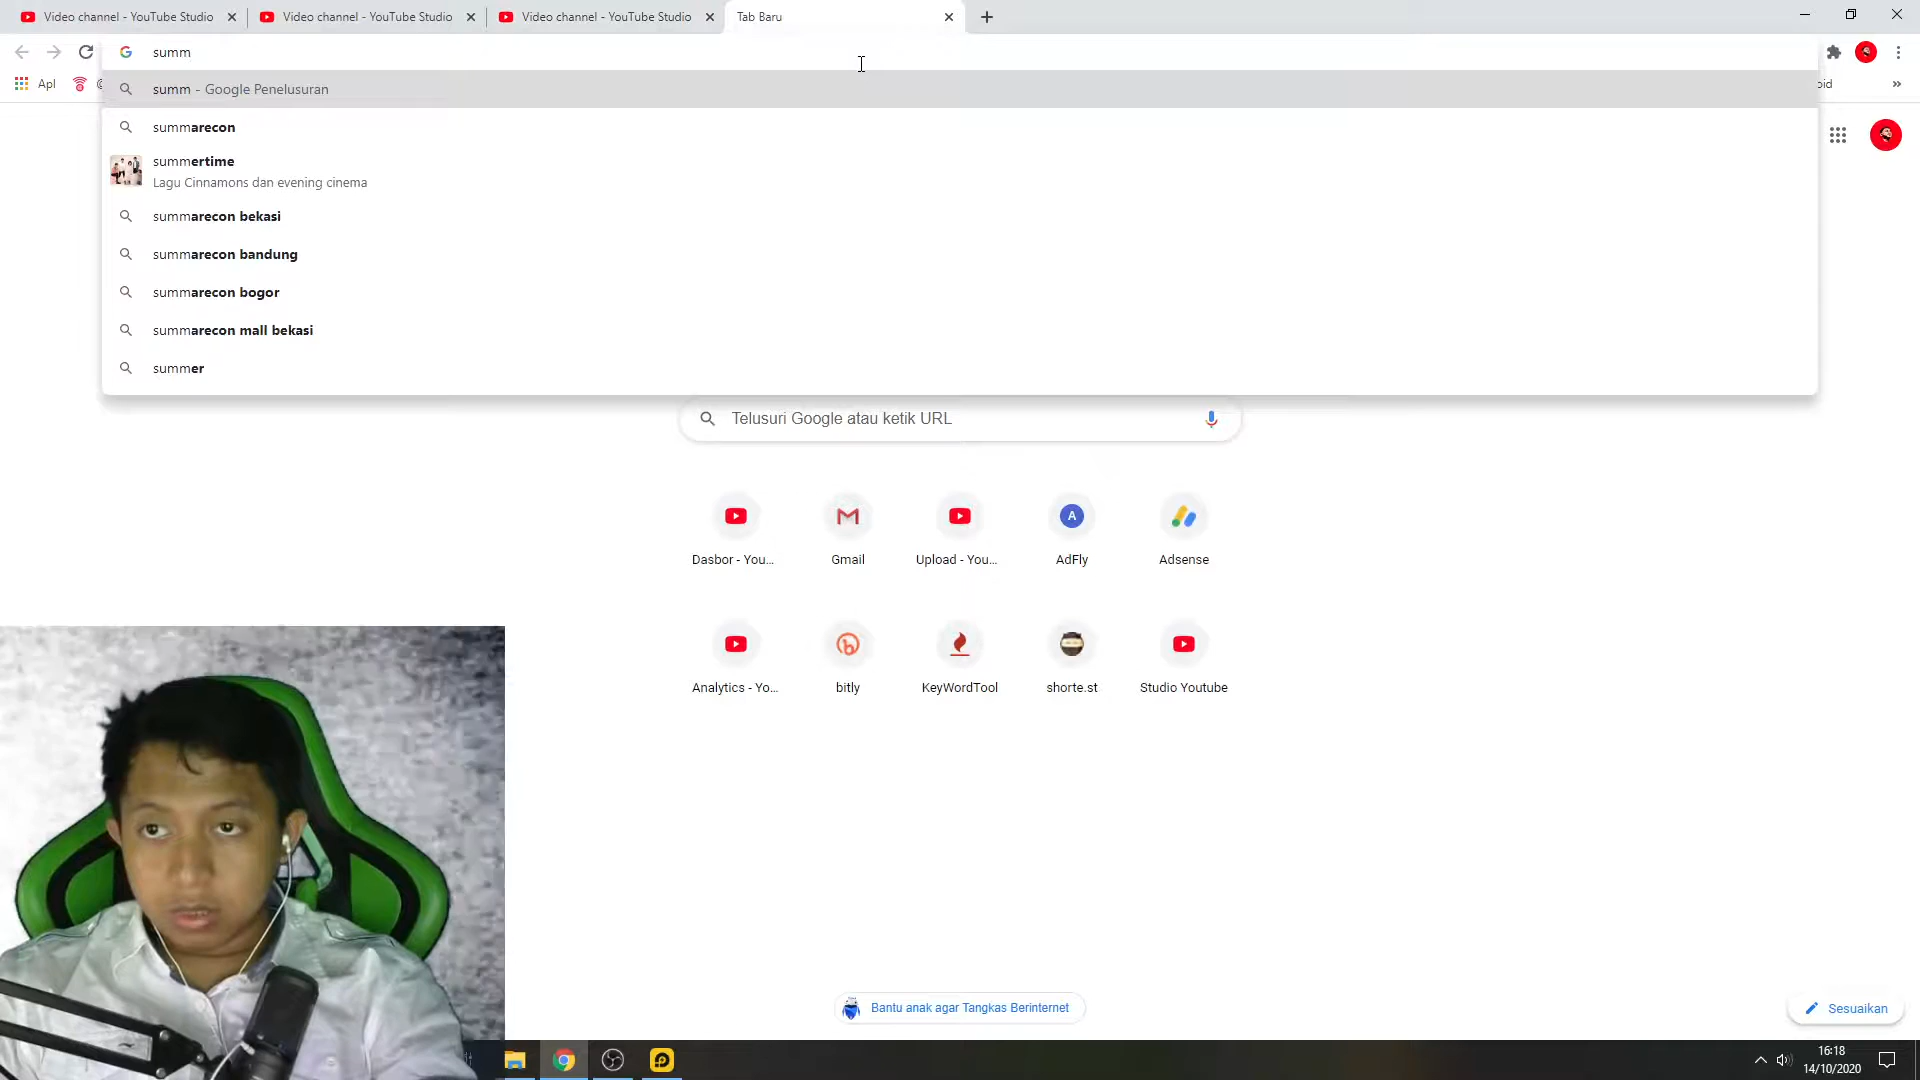 Video channel - YouTube Studio
Video channel - YouTube Studio
Video channel - YouTube Studio
Tab Baru
summ
Apl
oid
summ - Google Penelusuran
summarecon
summertime
Lagu Cinnamons dan evening cinema
summarecon bekasi
summarecon bandung
summarecon bogor
summarecon mall bekasi
summer
Telusuri Google atau ketik URL
A
Dasbor - You...
Gmail
Upload - You...
AdFly
Adsense
Analytics - Yo...
bitly
KeyWordTool
shorte.st
Studio Youtube
Bantu anak agar Tangkas Berinternet
Sesuaikan
16:18
14/10/2020